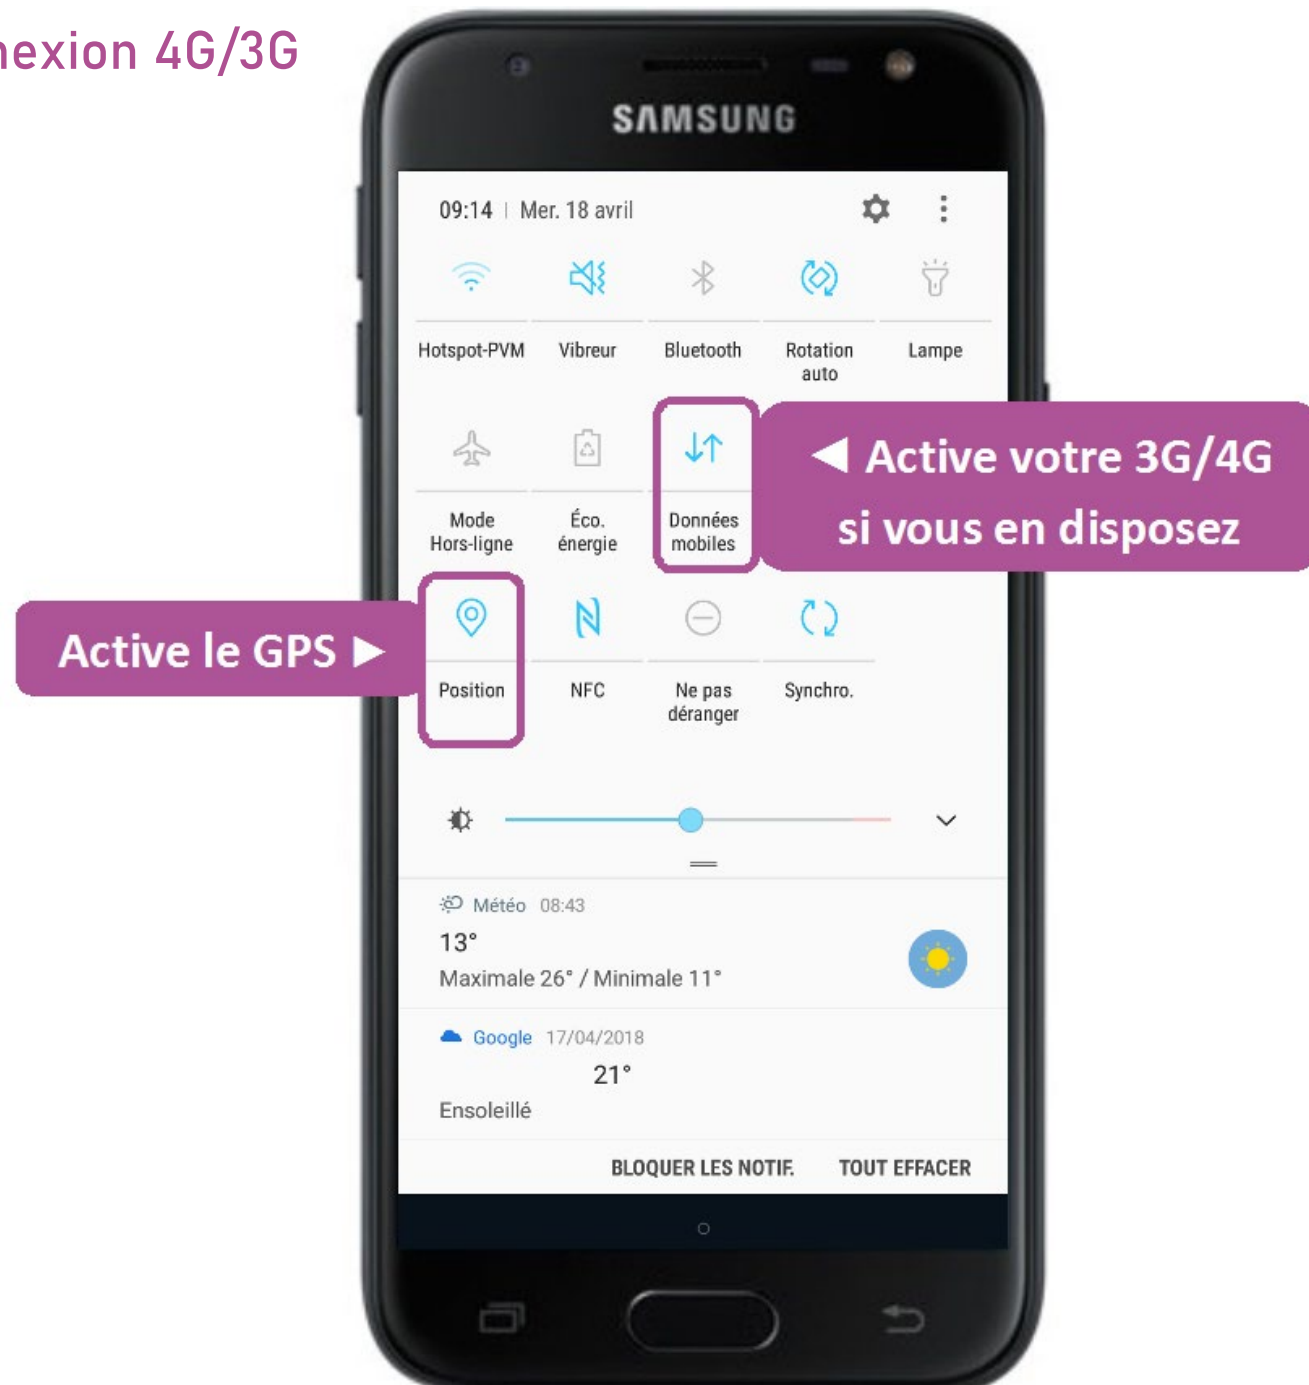 nexion 4G/3G
SAMSUNG
09:14 | Mer. 18 avril
Hotspot-PVM Vibreur Bluetooth Rotation auto Lampe
◄ Active votre 3G/4G
si vous en disposez
Mode Hors-ligne Éco. énergie Données mobiles
Active le GPS ►
Position NFC Ne pas déranger Synchro.
Météo 08:43
13°
Maximale 26° / Minimale 11°
Google 17/04/2018
21°
Ensoleillé
BLOQUER LES NOTIF. TOUT EFFACER